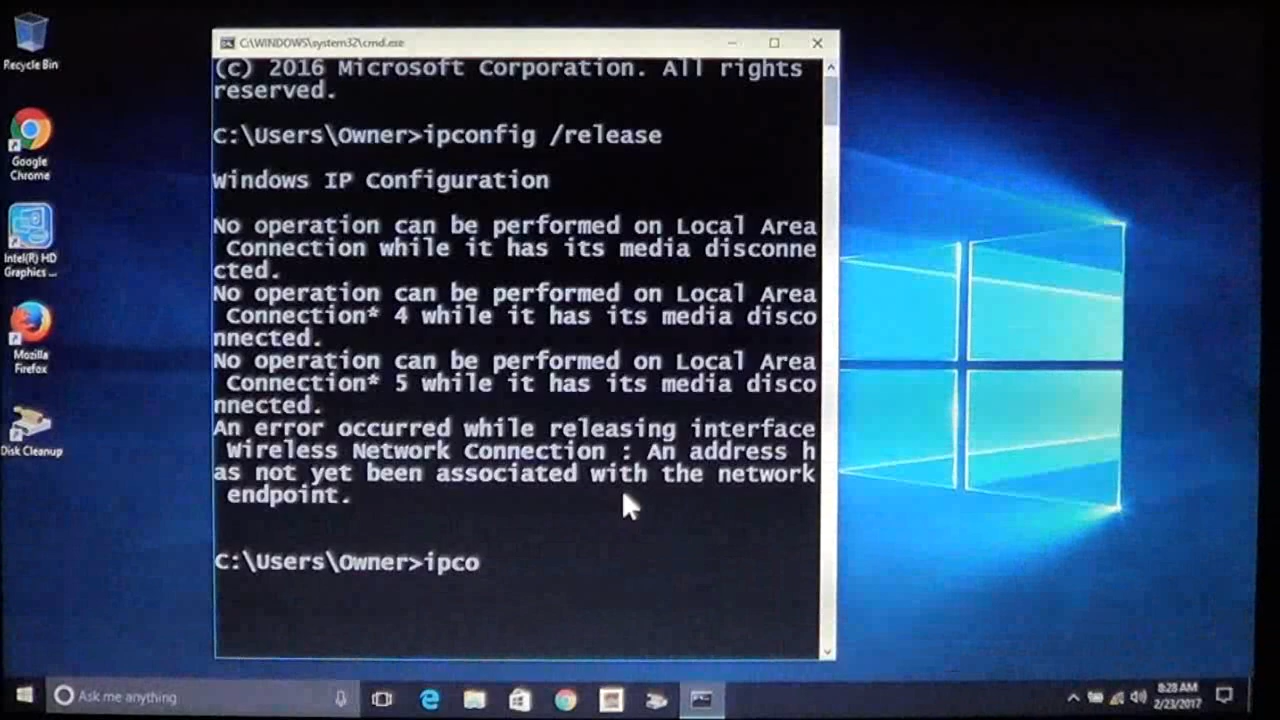 Recycle Bin
Google
Chrome
Intel(R) HD
Graphics ...
Mozilla
Firefox
Disk Cleanup
C:\WINDOWS\system32\cmd.exe
(c) 2016 Microsoft Corporation. All rights
reserved.
C:\Users\Owner>ipconfig /release
Windows IP Configuration
No operation can be performed on Local Area
Connection while it has its media disconne
cted.
No operation can be performed on Local Area
Connection* 4 while it has its media disco
nnected.
No operation can be performed on Local Area
Connection* 5 while it has its media disco
nnected.
An error occurred while releasing interface
Wireless Network Connection : An address h
as not yet been associated with the network
endpoint.
C:\Users\Owner>ipco
Ask me anything
8:28 AM
2/23/2017